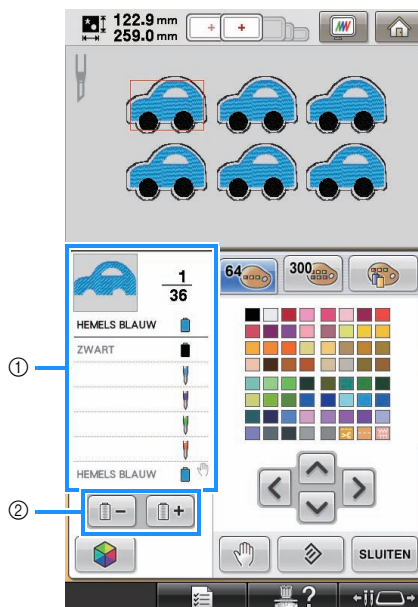 122.9 mm
259.0 mm
1
36
64
300
HEMELS BLAUW
ZWART
①
HEMELS BLAUW
②
− +
SLUITEN
?